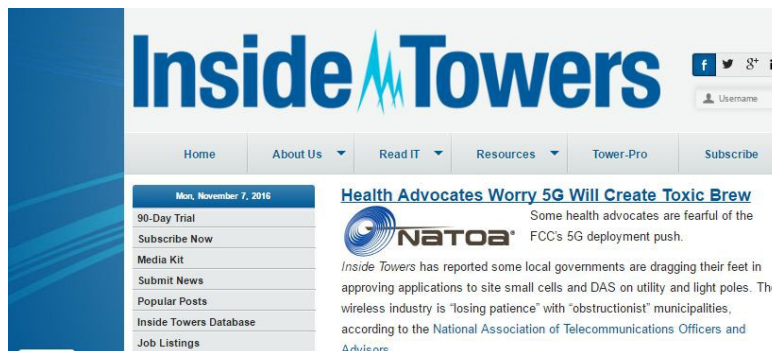 Inside Towers
f g+
Username
Home About Us Read IT Resources Tower-Pro Subscribe
Mon, November 7, 2016
90-Day Trial
Subscribe Now
Media Kit
Submit News
Popular Posts
Inside Towers Database
Job Listings
Health Advocates Worry 5G Will Create Toxic Brew
NATOA
Some health advocates are fearful of the
FCC's 5G deployment push.
Inside Towers has reported some local governments are dragging their feet in
approving applications to site small cells and DAS on utility and light poles. The
wireless industry is “losing patience” with “obstructionist” municipalities,
according to the National Association of Telecommunications Officers and
Advisors